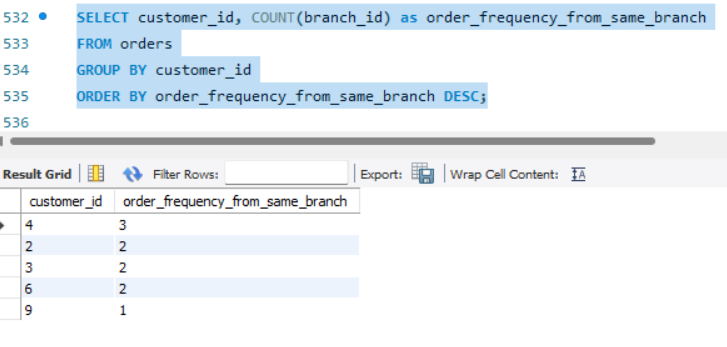 532 SELECT customer_id, COUNT(branch_id) as order_frequency_from_same_branch
533 FROM orders
534 GROUP BY customer_id
535 ORDER BY order_frequency_from_same_branch DESC;
536
Result Grid Filter Rows: Export: Wrap Cell Content: IA
customer_id order_frequency_from_same_branch
4 3
2 2
3 2
6 2
9 1